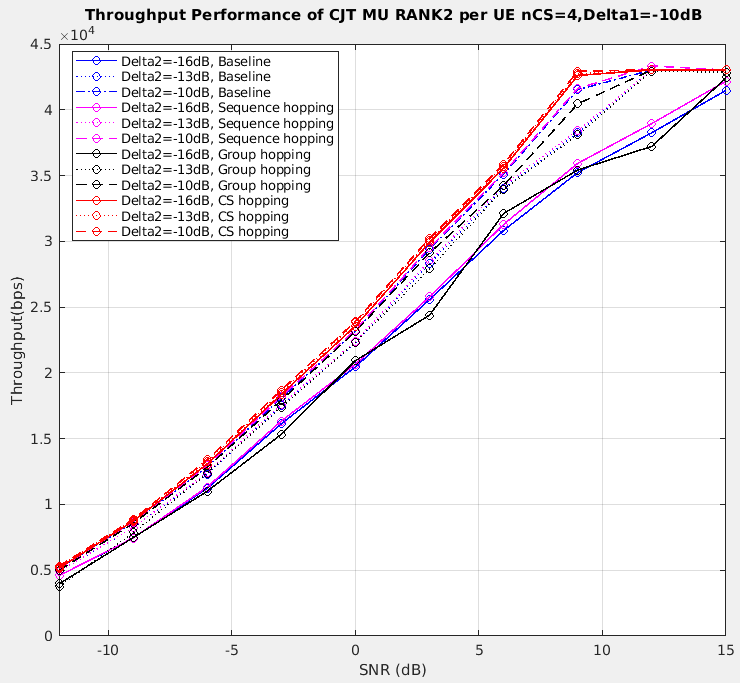 Throughput Performance of CJT MU RANK2 per UE nCS=4,Delta1=-10dB
×10⁴
4.5
4
3.5
3
2.5
2
1.5
1
0.5
0
Throughput(bps)
Delta2=-16dB, Baseline
Delta2=-13dB, Baseline
Delta2=-10dB, Baseline
Delta2=-16dB, Sequence hopping
Delta2=-13dB, Sequence hopping
Delta2=-10dB, Sequence hopping
Delta2=-16dB, Group hopping
Delta2=-13dB, Group hopping
Delta2=-10dB, Group hopping
Delta2=-16dB, CS hopping
Delta2=-13dB, CS hopping
Delta2=-10dB, CS hopping
-10 -5 0 5 10 15
SNR (dB)